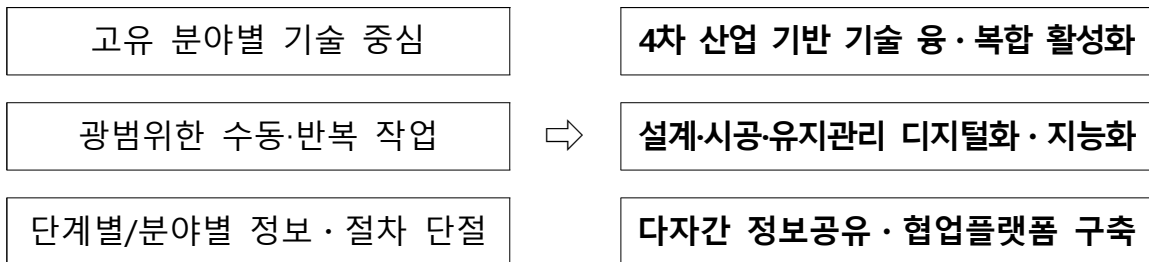 고유 분야별 기술 중심
4차 산업 기반 기술 융·복합 활성화
광범위한 수동·반복 작업
⇨
설계·시공·유지관리 디지털화·지능화
단계별/분야별 정보·절차 단절
다자간 정보공유·협업플랫폼 구축